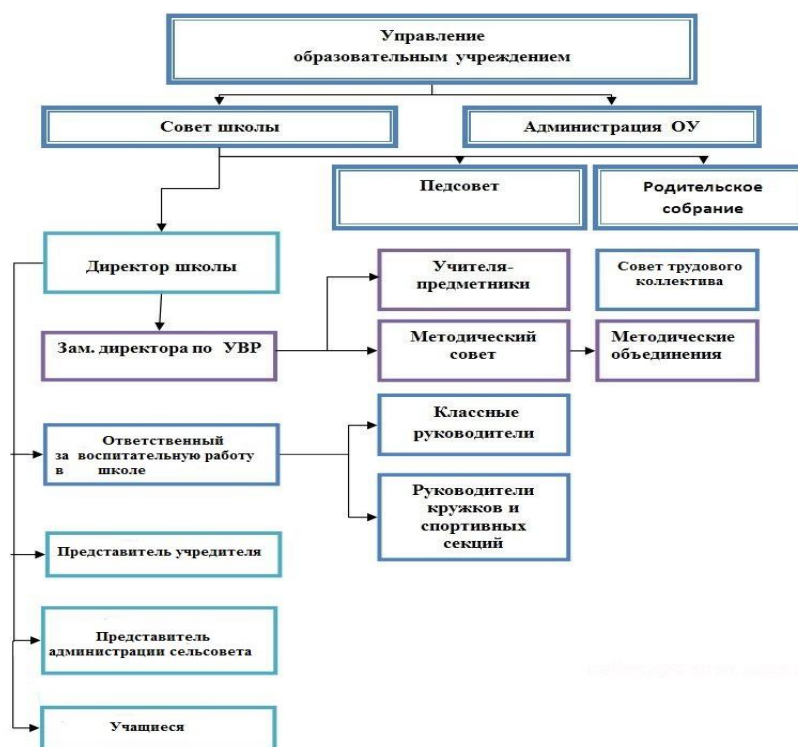 Управление
образовательным учреждением
Совет школы
Администрация ОУ
Педсовет
Родительское
собрание
Директор школы
Учителя-
предметники
Совет трудового
коллектива
Зам. директора по УВР
Методический
совет
Методические
объединения
Ответственный
за воспитательную работу
в школе
Классные
руководители
Руководители
кружков и
спортивных
секций
Представитель учредителя
Представитель
администрации сельсовета
Учащиеся